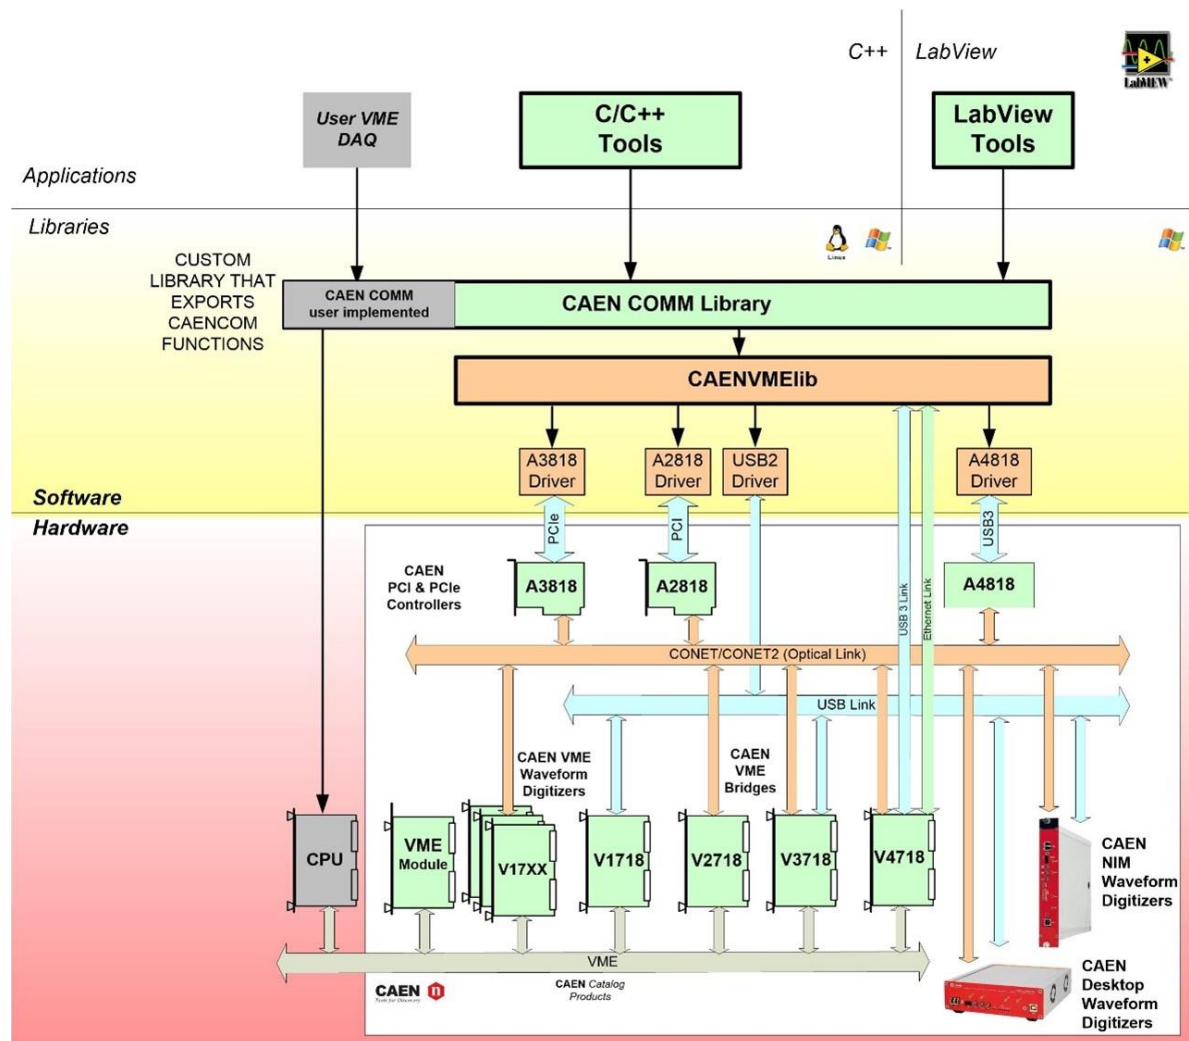 C++
LabView
LabVIEW
User VME
DAQ
C/C++
Tools
LabView
Tools
Applications
Libraries
Linux
CUSTOM
LIBRARY THAT
EXPORTS
CAENCOM
FUNCTIONS
CAEN COMM
user implemented
CAEN COMM Library
CAENVMElib
A3818
Driver
A2818
Driver
USB2
Driver
A4818
Driver
Software
Hardware
PCIe
PCI
USB3
CAEN
PCI & PCIe
Controllers
A3818
A2818
A4818
USB 3 Link
Ethernet Link
CONET/CONET2 (Optical Link)
USB Link
CAEN VME
Waveform
Digitizers
CAEN
VME
Bridges
CPU
VME
Module
V17XX
V1718
V2718
V3718
V4718
CAEN
NIM
Waveform
Digitizers
VME
CAEN
Tools for Discovery
n
CAEN Catalog
Products
CAEN
Desktop
Waveform
Digitizers